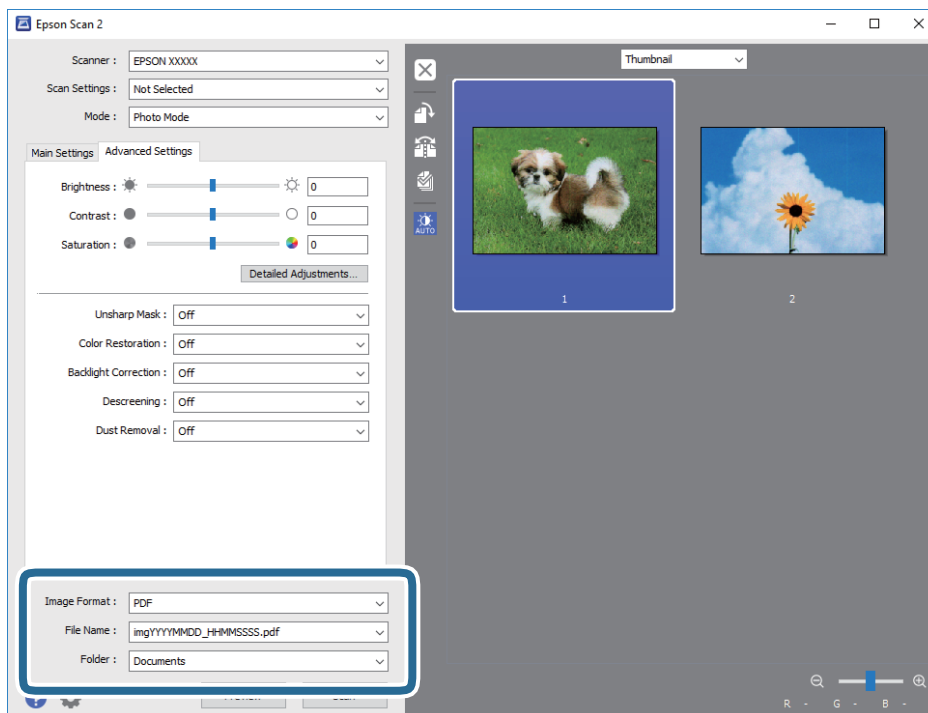 Epson Scan 2
Scanner : EPSON XXXXX
Scan Settings : Not Selected
Mode : Photo Mode
Main Settings Advanced Settings
Brightness : 0
Contrast : 0
Saturation : 0
Detailed Adjustments...
Unsharp Mask : Off
Color Restoration : Off
Backlight Correction : Off
Descreening : Off
Dust Removal : Off
Image Format : PDF
File Name : imgYYYYMMDD_HHMMSSSS.pdf
Folder : Documents
Thumbnail
AUTO
1
2
R - G - B -